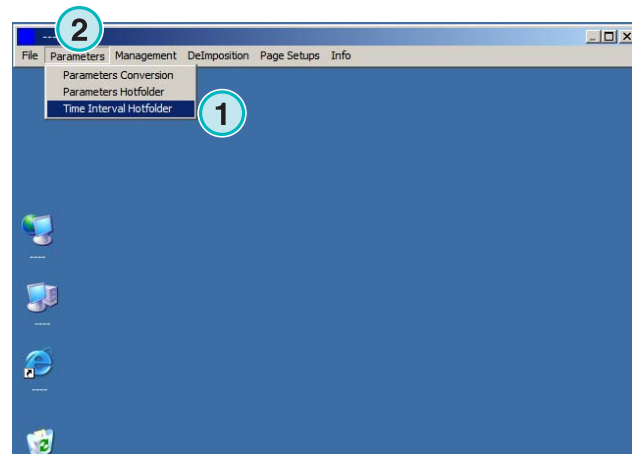 2
----
File Parameters Management DeImposition Page Setups Info
Parameters Conversion
Parameters Hotfolder
Time Interval Hotfolder
1
----
----
----